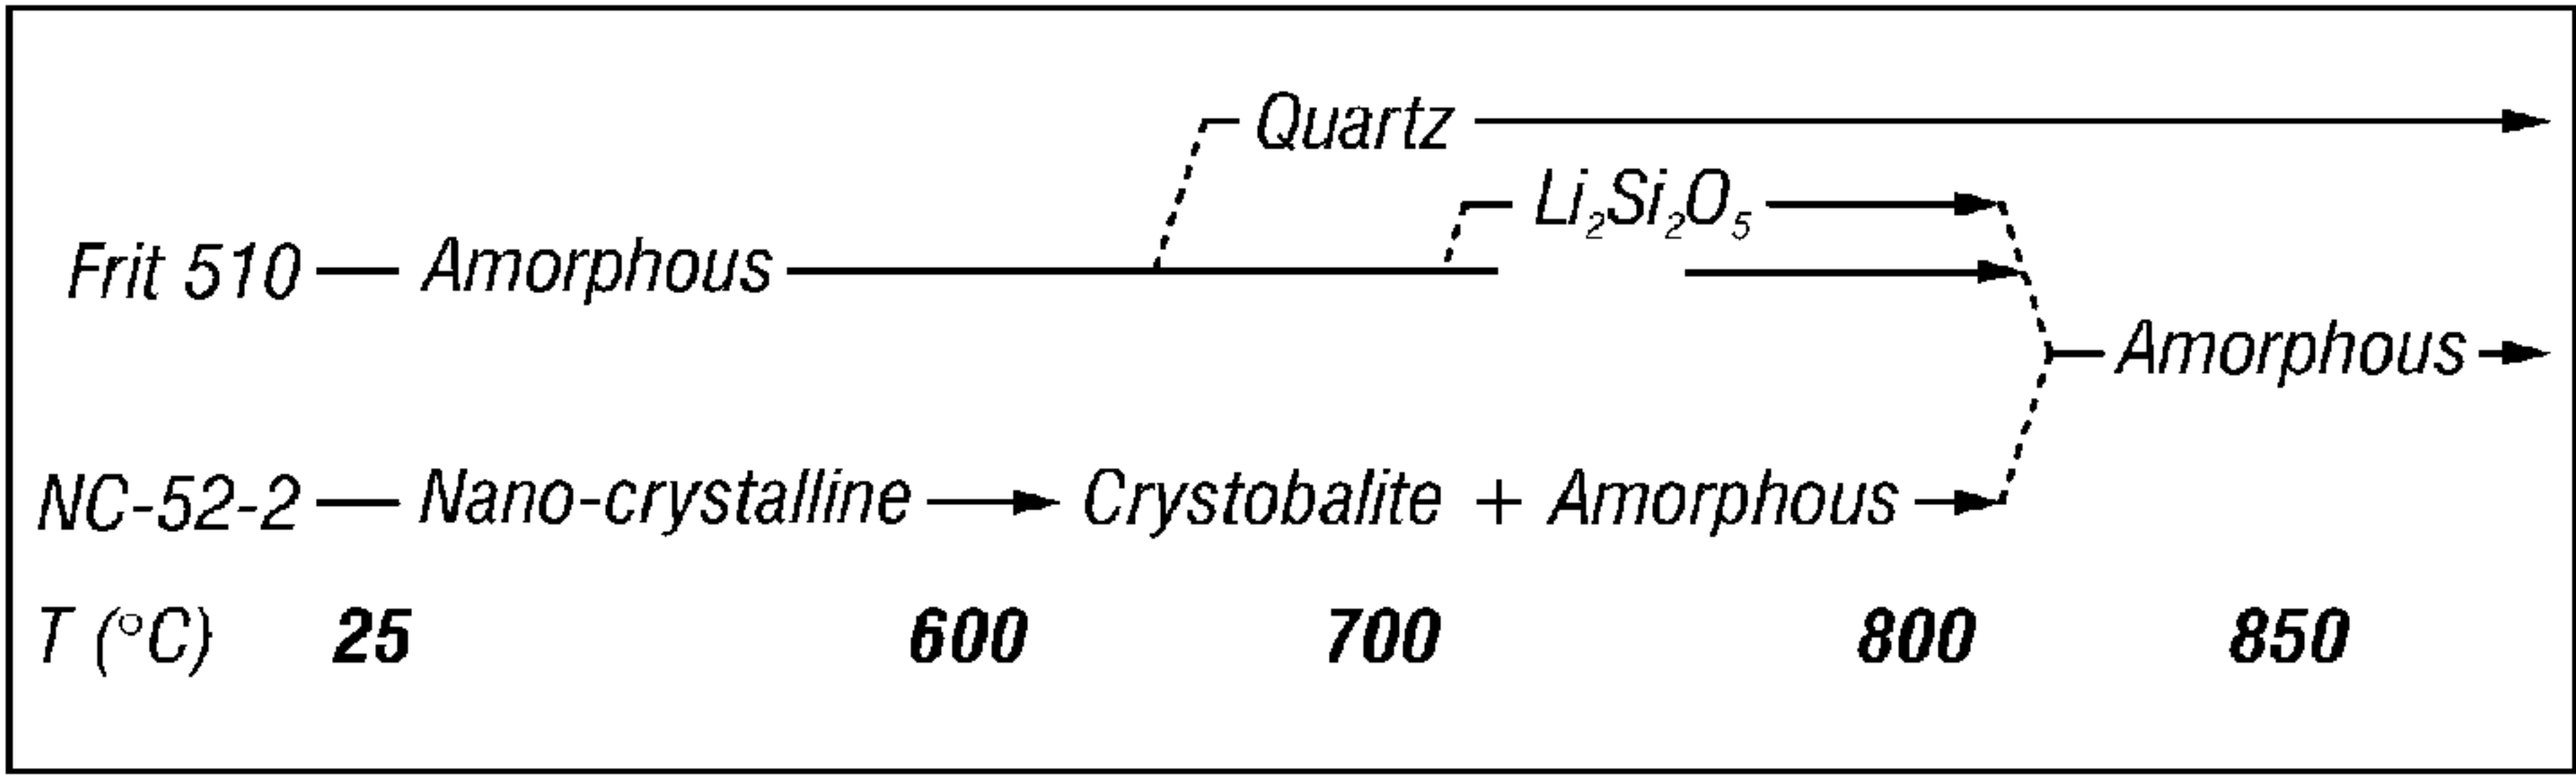 Quartz
Li₂Si₂O₅
Frit 510 — Amorphous
Amorphous
NC-52-2 — Nano-crystalline → Crystobalite + Amorphous
T (°C) 25 600 700 800 850